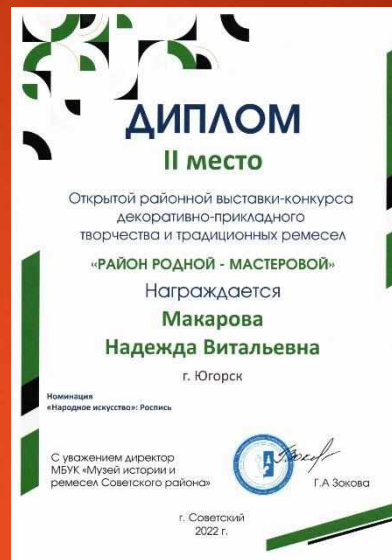 ДИПЛОМ
II место
Открытой районной выставки-конкурса
декоративно-прикладного
творчества и традиционных ремесел
«РАЙОН РОДНОЙ - МАСТЕРОВОЙ»
Награждается
Макарова
Надежда Витальевна
г. Югорск
Номинация
«Народное искусство»: Роспись
С уважением директор
МБУК «Музей истории и
ремесел Советского района»
Г.А Зокова
г. Советский
2022 г.